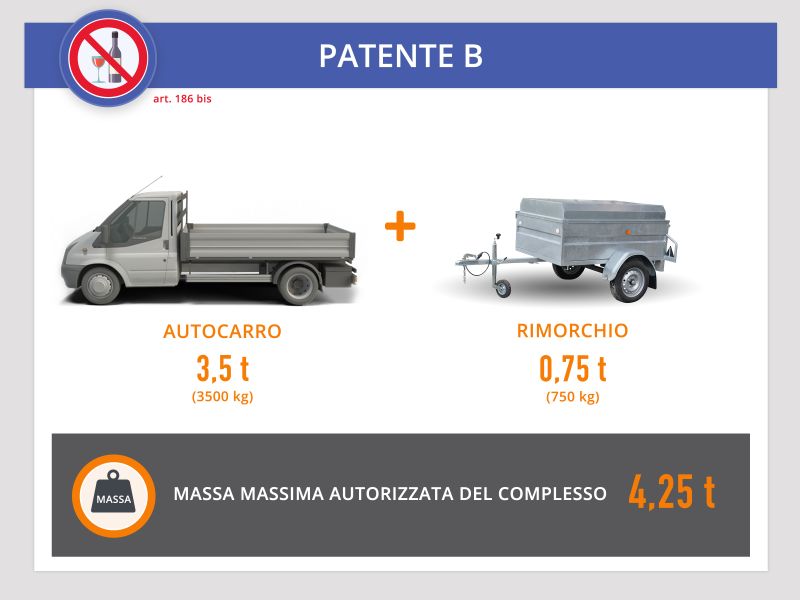 PATENTE B
art. 186 bis
AUTOCARRO
3,5 t
(3500 kg)
RIMORCHIO
0,75 t
(750 kg)
MASSA
MASSA MASSIMA AUTORIZZATA DEL COMPLESSO
4,25 t